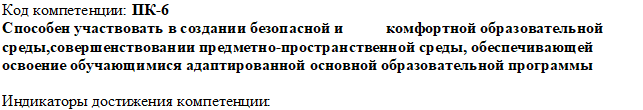 Код компетенции: ПК-6
Способен участвовать в создании безопасной и комфортной образовательной
среды,совершенствовании предметно-пространственной среды, обеспечивающей
освоение обучающимися адаптированной основной образовательной программы
Индикаторы достижения компетенции: